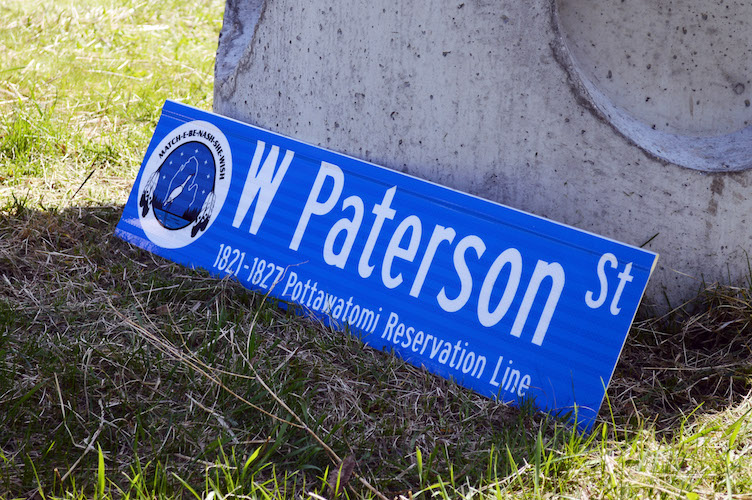 MATCH-E-BE-NASH-SHE-WISH
W Paterson St
1821-1827 Pottawatomi Reservation Line